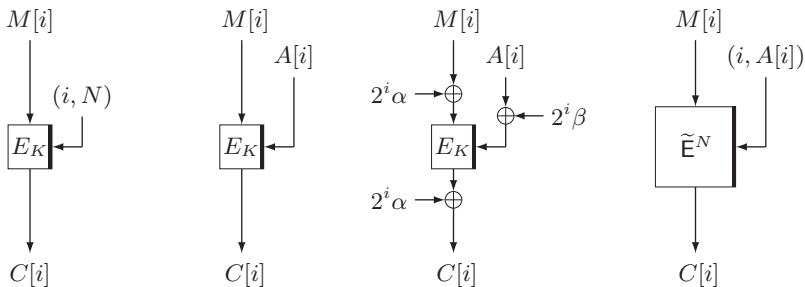 M[i] M[i] M[i] M[i]
A[i] A[i] (i, A[i])
(i, N) 2^i α 2^i β
E_K E_K E_K Ẽ^N
2^i α
C[i] C[i] C[i] C[i]